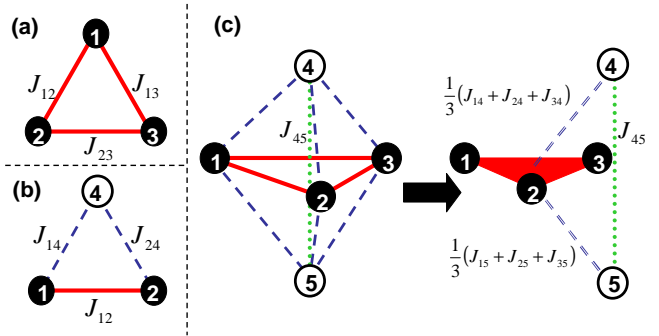 (a)
1
J₁₂
J₁₃
2
3
J₂₃
(b)
4
J₁₄
J₂₄
1
2
J₁₂
(c)
4
J₄₅
1
3
2
5
4
1/3(J₁₄ + J₂₄ + J₃₄)
J₄₅
1
3
2
1/3(J₁₅ + J₂₅ + J₃₅)
5